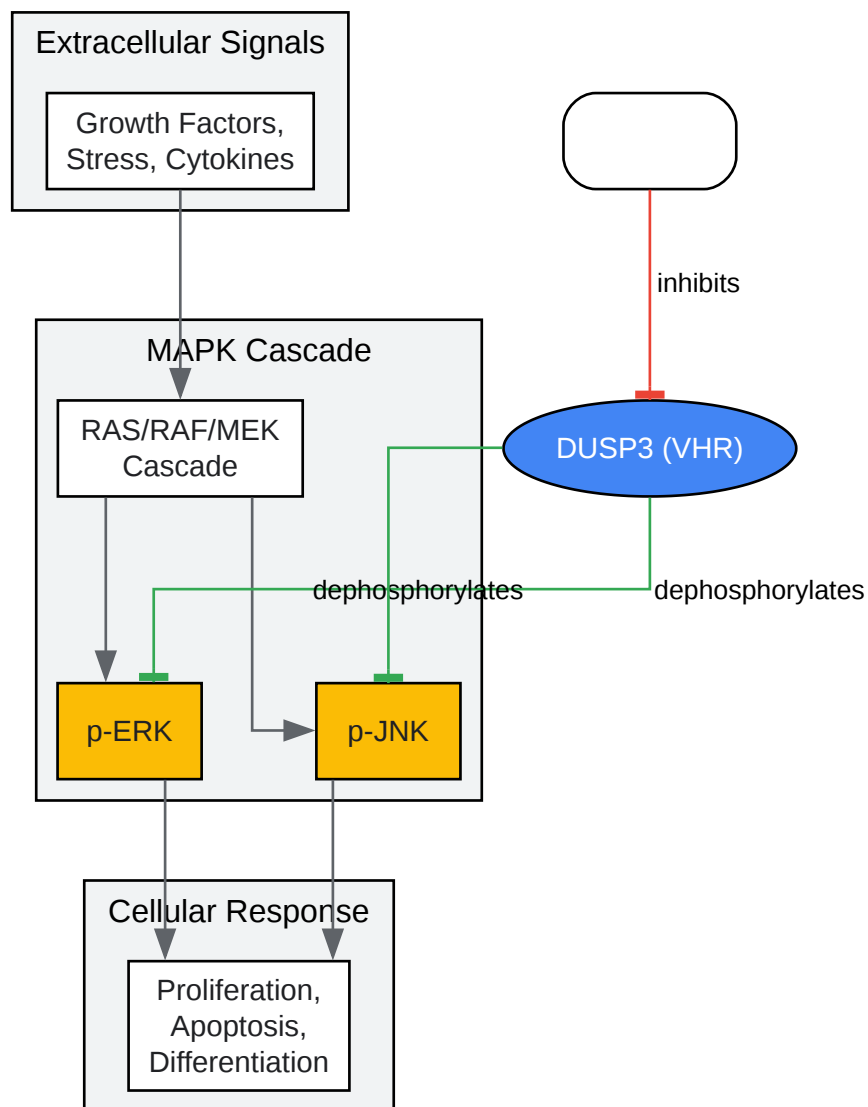 Extracellular Signals
Growth Factors,
Stress, Cytokines
inhibits
MAPK Cascade
RAS/RAF/MEK
Cascade
DUSP3 (VHR)
dephosphorylates
dephosphorylates
p-ERK
p-JNK
Cellular Response
Proliferation,
Apoptosis,
Differentiation